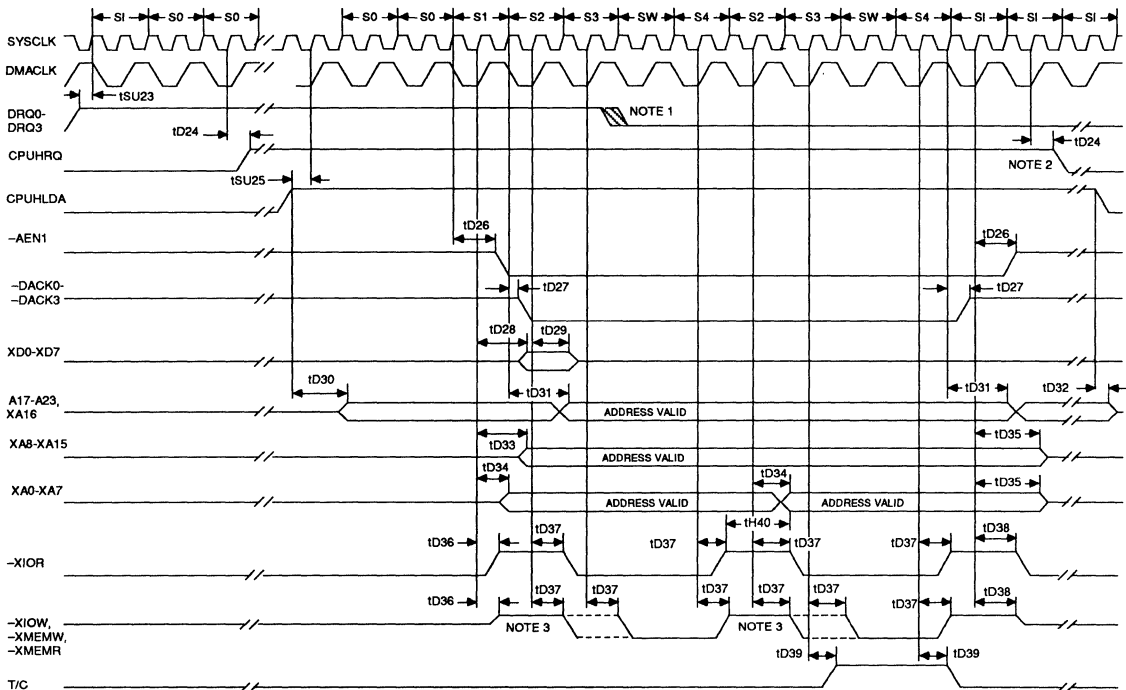 SI S0 S0 S0 S0 S1 S2 S3 SW S4 S2 S3 SW S4 SI SI SI
SYSCLK
DMACLK
tSU23
DRQ0-
DRQ3
NOTE 1
tD24
tD24
CPUHRQ
NOTE 2
tSU25
CPUHLDA
tD26
tD26
–AEN1
–DACK0-
–DACK3
tD27
tD27
tD28
tD29
XD0-XD7
tD30
tD31
tD31
tD32
A17-A23,
XA16
ADDRESS VALID
XA8-XA15
tD33
ADDRESS VALID
tD35
XA0-XA7
tD34
ADDRESS VALID
tD34
ADDRESS VALID
tD35
tH40
tD36
tD37
tD37
tD37
tD37
tD38
–XIOR
tD36
tD37
tD37
tD37
tD37
tD37
tD37
tD38
–XIOW,
–XMEMW,
–XMEMR
NOTE 3
NOTE 3
tD39
tD39
T/C